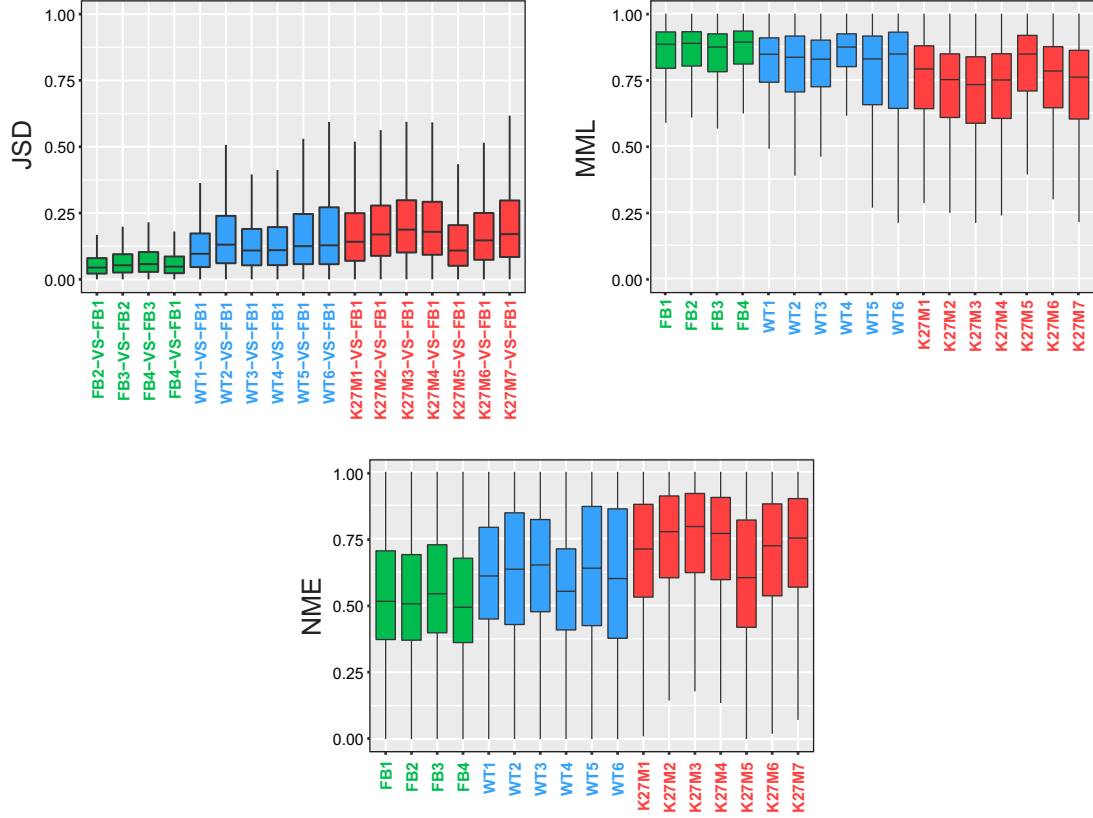 JSD
1.00
0.75
0.50
0.25
0.00
FB2−VS−FB1
FB3−VS−FB2
FB4−VS−FB3
FB4−VS−FB1
WT1−VS−FB1
WT2−VS−FB1
WT3−VS−FB1
WT4−VS−FB1
WT5−VS−FB1
WT6−VS−FB1
K27M1−VS−FB1
K27M2−VS−FB1
K27M3−VS−FB1
K27M4−VS−FB1
K27M5−VS−FB1
K27M6−VS−FB1
K27M7−VS−FB1
MML
1.00
0.75
0.50
0.25
0.00
FB1
FB2
FB3
FB4
WT1
WT2
WT3
WT4
WT5
WT6
K27M1
K27M2
K27M3
K27M4
K27M5
K27M6
K27M7
NME
1.00
0.75
0.50
0.25
0.00
FB1
FB2
FB3
FB4
WT1
WT2
WT3
WT4
WT5
WT6
K27M1
K27M2
K27M3
K27M4
K27M5
K27M6
K27M7